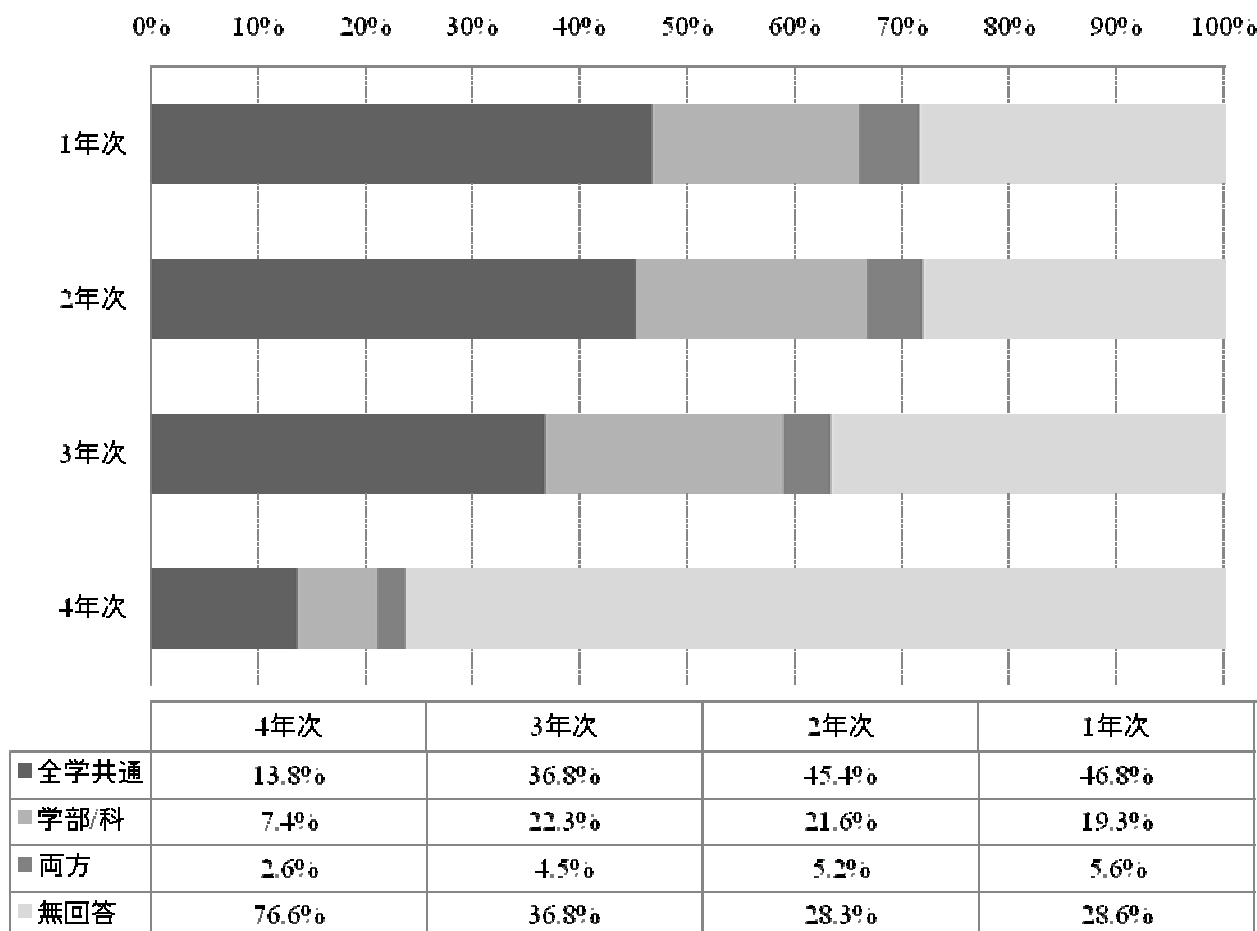 0% 10% 20% 30% 40% 50% 60% 70% 80% 90% 100%
1年次
2年次
3年次
4年次
4年次 3年次 2年次 1年次
全学共通 13.8% 36.8% 45.4% 46.8%
学部/科 7.4% 22.3% 21.6% 19.3%
両方 2.6% 4.5% 5.2% 5.6%
無回答 76.6% 36.8% 28.3% 28.6%